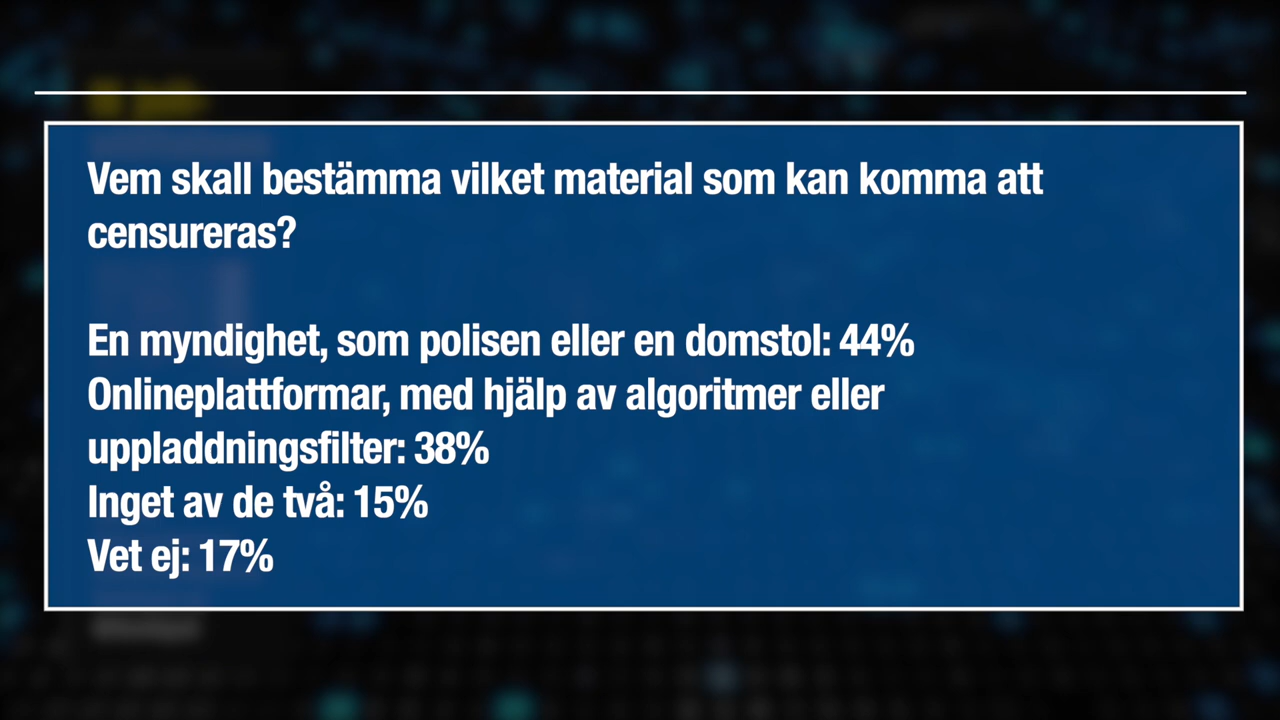 Vem skall bestämma vilket material som kan komma att
censureras?
En myndighet, som polisen eller en domstol: 44%
Onlineplattformar, med hjälp av algoritmer eller
uppladdningsfilter: 38%
Inget av de två: 15%
Vet ej: 17%